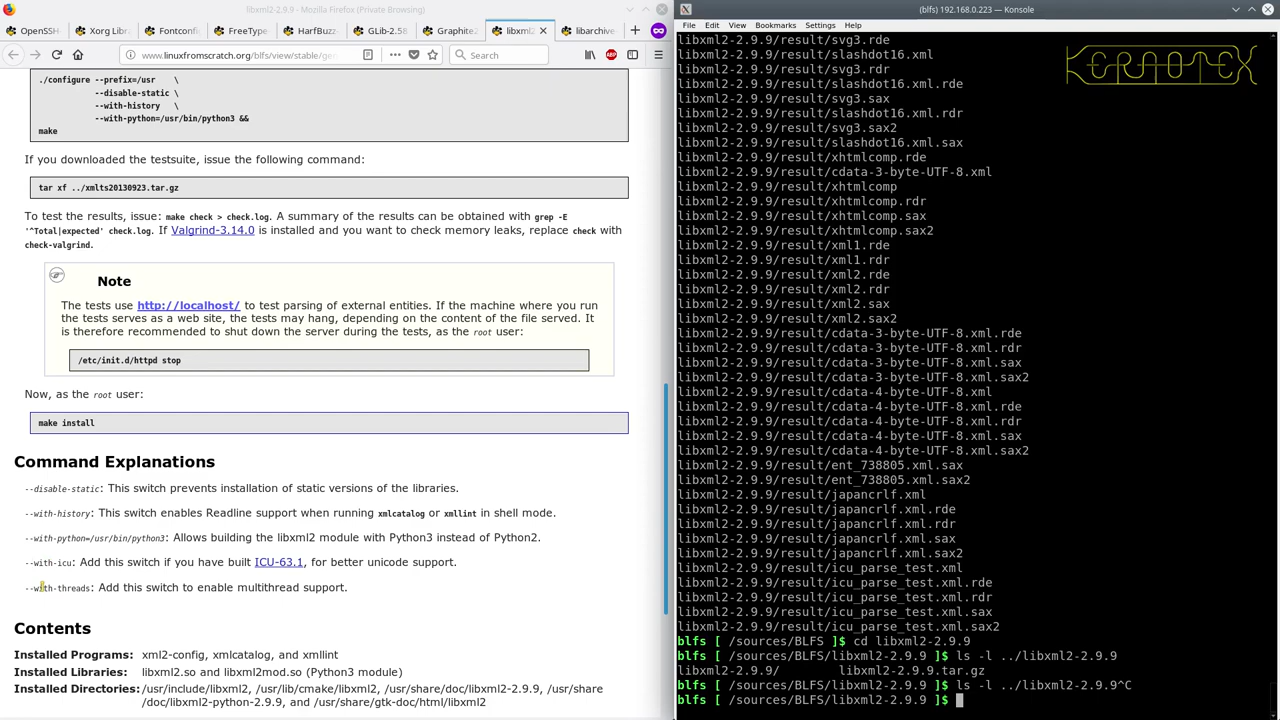 libxml2-2.9.9 - Mozilla Firefox (Private Browsing)
OpenSSH
Xorg Libra
Fontconfi
FreeType
HarfBuzz
GLib-2.58
Graphite2
libxml2
libarchive
www.linuxfromscratch.org/blfs/view/stable/ge
Search
ABP
./configure --prefix=/usr \
--disable-static \
--with-history \
--with-python=/usr/bin/python3 &&
make
If you downloaded the testsuite, issue the following command:
tar xf ../xmlts20130923.tar.gz
To test the results, issue: make check > check.log. A summary of the results can be obtained with grep -E
'^Total|expected' check.log. If Valgrind-3.14.0 is installed and you want to check memory leaks, replace check with
check-valgrind.
Note
The tests use http://localhost/ to test parsing of external entities. If the machine where you run
the tests serves as a web site, the tests may hang, depending on the content of the file served. It
is therefore recommended to shut down the server during the tests, as the root user:
/etc/init.d/httpd stop
Now, as the root user:
make install
Command Explanations
--disable-static: This switch prevents installation of static versions of the libraries.
--with-history: This switch enables Readline support when running xmlcatalog or xmllint in shell mode.
--with-python=/usr/bin/python3: Allows building the libxml2 module with Python3 instead of Python2.
--with-icu: Add this switch if you have built ICU-63.1, for better unicode support.
--with-threads: Add this switch to enable multithread support.
Contents
Installed Programs: xml2-config, xmlcatalog, and xmllint
Installed Libraries: libxml2.so and libxml2mod.so (Python3 module)
Installed Directories: /usr/include/libxml2, /usr/lib/cmake/libxml2, /usr/share/doc/libxml2-2.9.9, /usr/share
/doc/libxml2-python-2.9.9, and /usr/share/gtk-doc/html/libxml2
(blfs) 192.168.0.223 — Konsole
File Edit View Bookmarks Settings Help
KERAOTEX
libxml2-2.9.9/result/svg3.rde
libxml2-2.9.9/result/slashdot16.xml
libxml2-2.9.9/result/svg3.rdr
libxml2-2.9.9/result/slashdot16.xml.rde
libxml2-2.9.9/result/svg3.sax
libxml2-2.9.9/result/slashdot16.xml.rdr
libxml2-2.9.9/result/svg3.sax2
libxml2-2.9.9/result/slashdot16.xml.sax
libxml2-2.9.9/result/xhtmlcomp.rde
libxml2-2.9.9/result/cdata-3-byte-UTF-8.xml
libxml2-2.9.9/result/xhtmlcomp
libxml2-2.9.9/result/xhtmlcomp.rdr
libxml2-2.9.9/result/xhtmlcomp.sax
libxml2-2.9.9/result/xhtmlcomp.sax2
libxml2-2.9.9/result/xml1.rde
libxml2-2.9.9/result/xml1.rdr
libxml2-2.9.9/result/xml2.rde
libxml2-2.9.9/result/xml2.rdr
libxml2-2.9.9/result/xml2.sax
libxml2-2.9.9/result/xml2.sax2
libxml2-2.9.9/result/cdata-3-byte-UTF-8.xml.rde
libxml2-2.9.9/result/cdata-3-byte-UTF-8.xml.rdr
libxml2-2.9.9/result/cdata-3-byte-UTF-8.xml.sax
libxml2-2.9.9/result/cdata-3-byte-UTF-8.xml.sax2
libxml2-2.9.9/result/cdata-4-byte-UTF-8.xml
libxml2-2.9.9/result/cdata-4-byte-UTF-8.xml.rde
libxml2-2.9.9/result/cdata-4-byte-UTF-8.xml.rdr
libxml2-2.9.9/result/cdata-4-byte-UTF-8.xml.sax
libxml2-2.9.9/result/cdata-4-byte-UTF-8.xml.sax2
libxml2-2.9.9/result/ent_738805.xml.sax
libxml2-2.9.9/result/ent_738805.xml.sax2
libxml2-2.9.9/result/japancrlf.xml
libxml2-2.9.9/result/japancrlf.xml.rde
libxml2-2.9.9/result/japancrlf.xml.rdr
libxml2-2.9.9/result/japancrlf.xml.sax
libxml2-2.9.9/result/japancrlf.xml.sax2
libxml2-2.9.9/result/icu_parse_test.xml
libxml2-2.9.9/result/icu_parse_test.xml.rde
libxml2-2.9.9/result/icu_parse_test.xml.rdr
libxml2-2.9.9/result/icu_parse_test.xml.sax
libxml2-2.9.9/result/icu_parse_test.xml.sax2
blfs [ /sources/BLFS ]$ cd libxml2-2.9.9
blfs [ /sources/BLFS/libxml2-2.9.9 ]$ ls -l ../libxml2-2.9.9
libxml2-2.9.9/ libxml2-2.9.9.tar.gz
blfs [ /sources/BLFS/libxml2-2.9.9 ]$ ls -l ../libxml2-2.9.9^C
blfs [ /sources/BLFS/libxml2-2.9.9 ]$